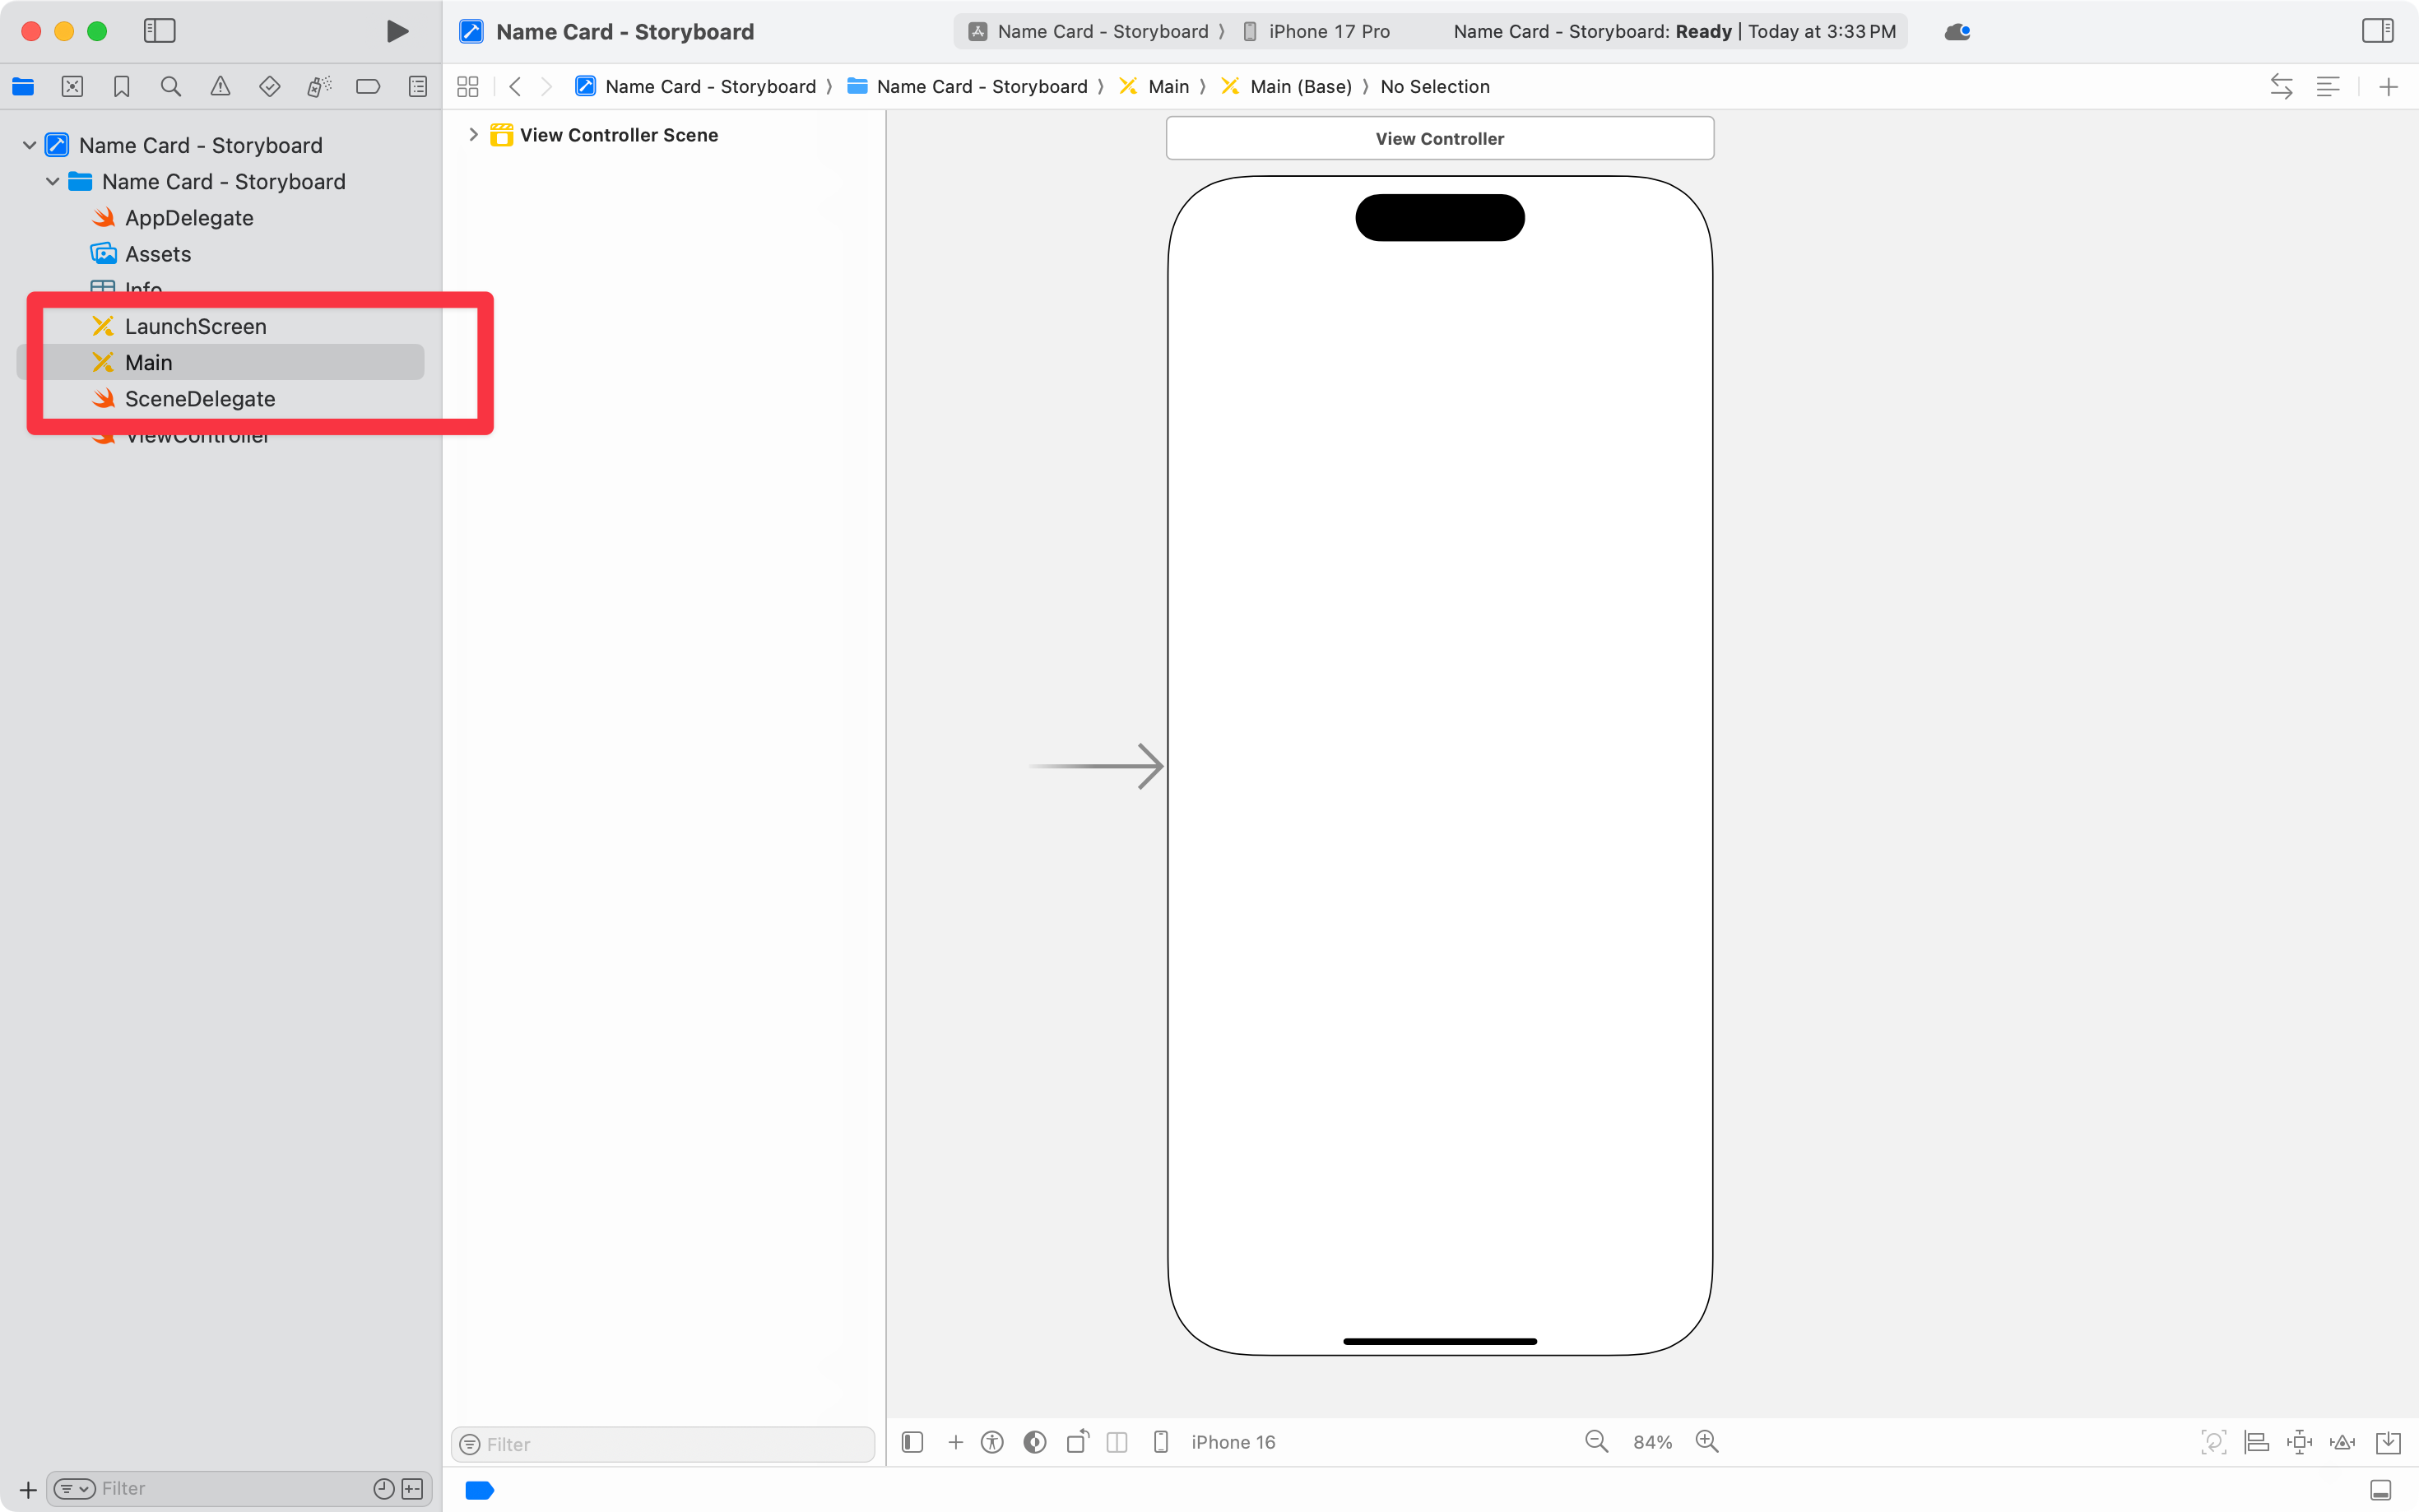 Name Card - Storyboard
Name Card - Storyboard
iPhone 17 Pro
Name Card - Storyboard: Ready | Today at 3:33 PM
Name Card - Storyboard
Name Card - Storyboard
Main
Main (Base)
No Selection
Name Card - Storyboard
Name Card - Storyboard
AppDelegate
Assets
Info
LaunchScreen
Main
SceneDelegate
ViewController
View Controller Scene
View Controller
Filter
iPhone 16
84%
Filter